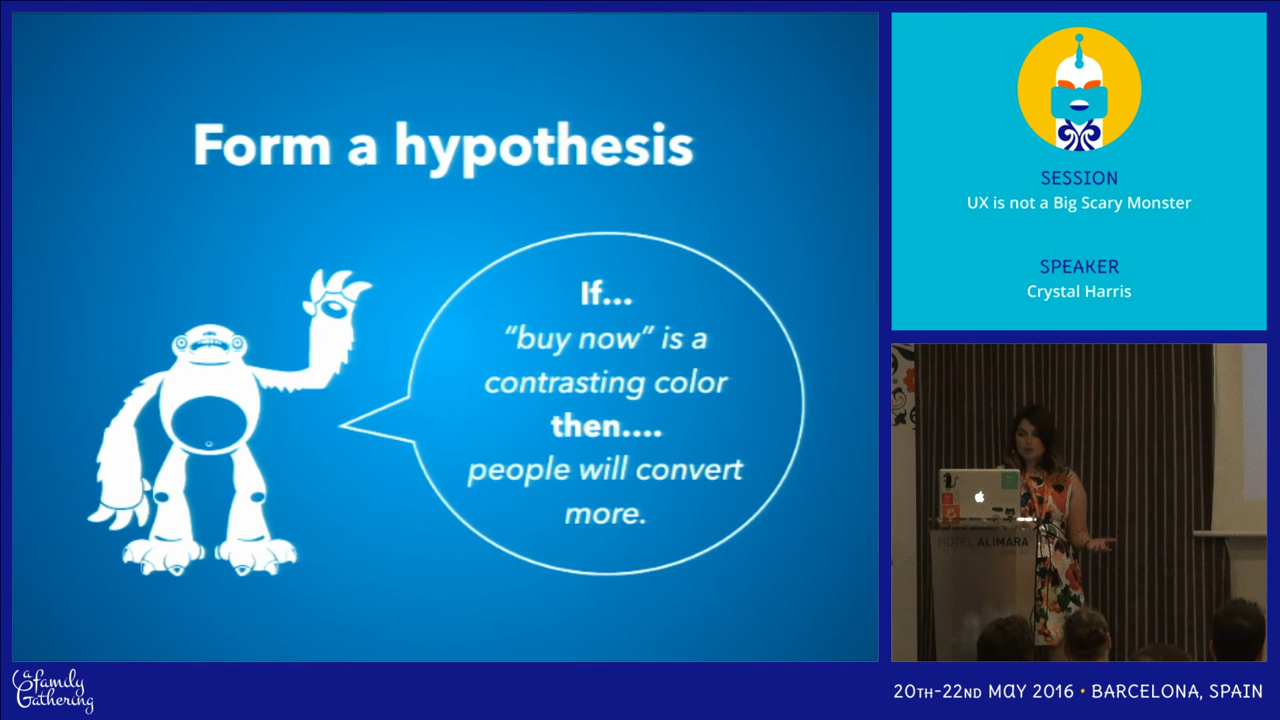 Form a hypothesis
If...
“buy now” is a
contrasting color
then....
people will convert
more.
SESSION
UX is not a Big Scary Monster
SPEAKER
Crystal Harris
HOTEL ALIMARA
a family
Gathering
20TH-22ND MAY 2016 • BARCELONA, SPAIN